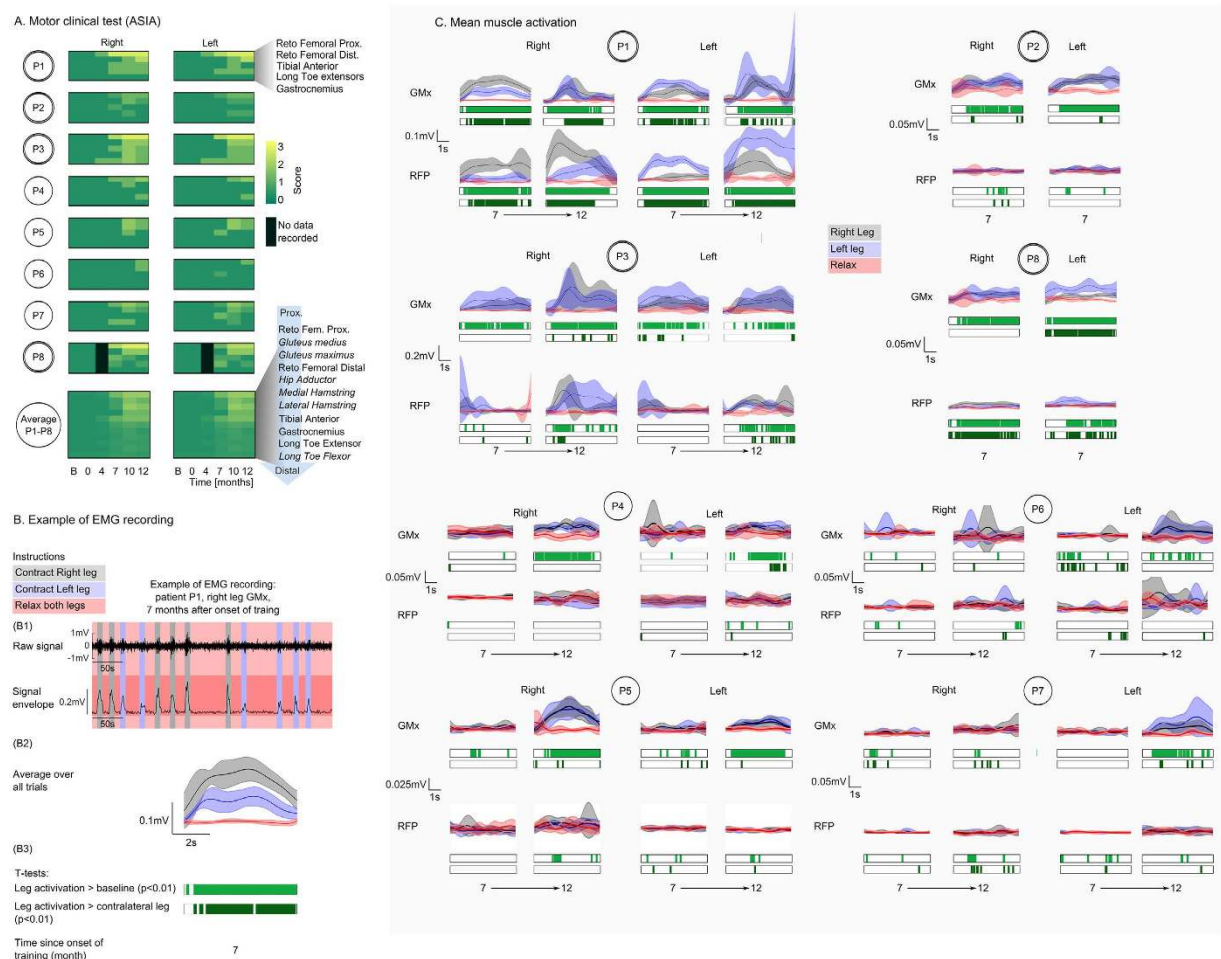 A. Motor clinical test (ASIA)
Right
Left
Reto Femoral Prox.
Reto Femoral Dist.
Tibial Anterior
Long Toe extensors
Gastrocnemius
P1
P2
P3
P4
P5
P6
P7
P8
Average
P1-P8
3
2
1
0
Score
No data
recorded
Prox.
Reto Fem. Prox.
Gluteus medius
Gluteus maximus
Reto Femoral Distal
Hip Adductor
Medial Hamstring
Lateral Hamstring
Tibial Anterior
Gastrocnemius
Long Toe Extensor
Long Toe Flexor
Distal
B 0 4 7 10 12
B 0 4 7 10 12
Time [months]
B. Example of EMG recording
Instructions
Contract Right leg
Contract Left leg
Relax both legs
Example of EMG recording:
patient P1, right leg GMx,
7 months after onset of traing
(B1)
Raw signal
1mV
0
-1mV
50s
Signal
envelope
0.2mV
50s
(B2)
Average over
all trials
0.1mV
2s
(B3)
T-tests:
Leg activivation > baseline (p<0.01)
Leg activation > contralateral leg
(p<0.01)
Time since onset of
training (month)
7
C. Mean muscle activation
Right
P1
Left
GMx
0.1mV
1s
RFP
7
12
Right
P2
Left
GMx
0.05mV
1s
RFP
7
7
Right Leg
Left leg
Relax
Right
P3
Left
GMx
0.2mV
1s
RFP
7
12
7
12
Right
P8
Left
GMx
0.05mV
1s
RFP
7
7
Right
P4
Left
GMx
0.05mV
1s
RFP
7
12
7
12
Right
P6
Left
GMx
0.05mV
1s
RFP
7
12
7
12
Right
P5
Left
GMx
0.025mV
1s
RFP
7
12
7
12
Right
P7
Left
GMx
0.05mV
1s
RFP
7
12
7
12